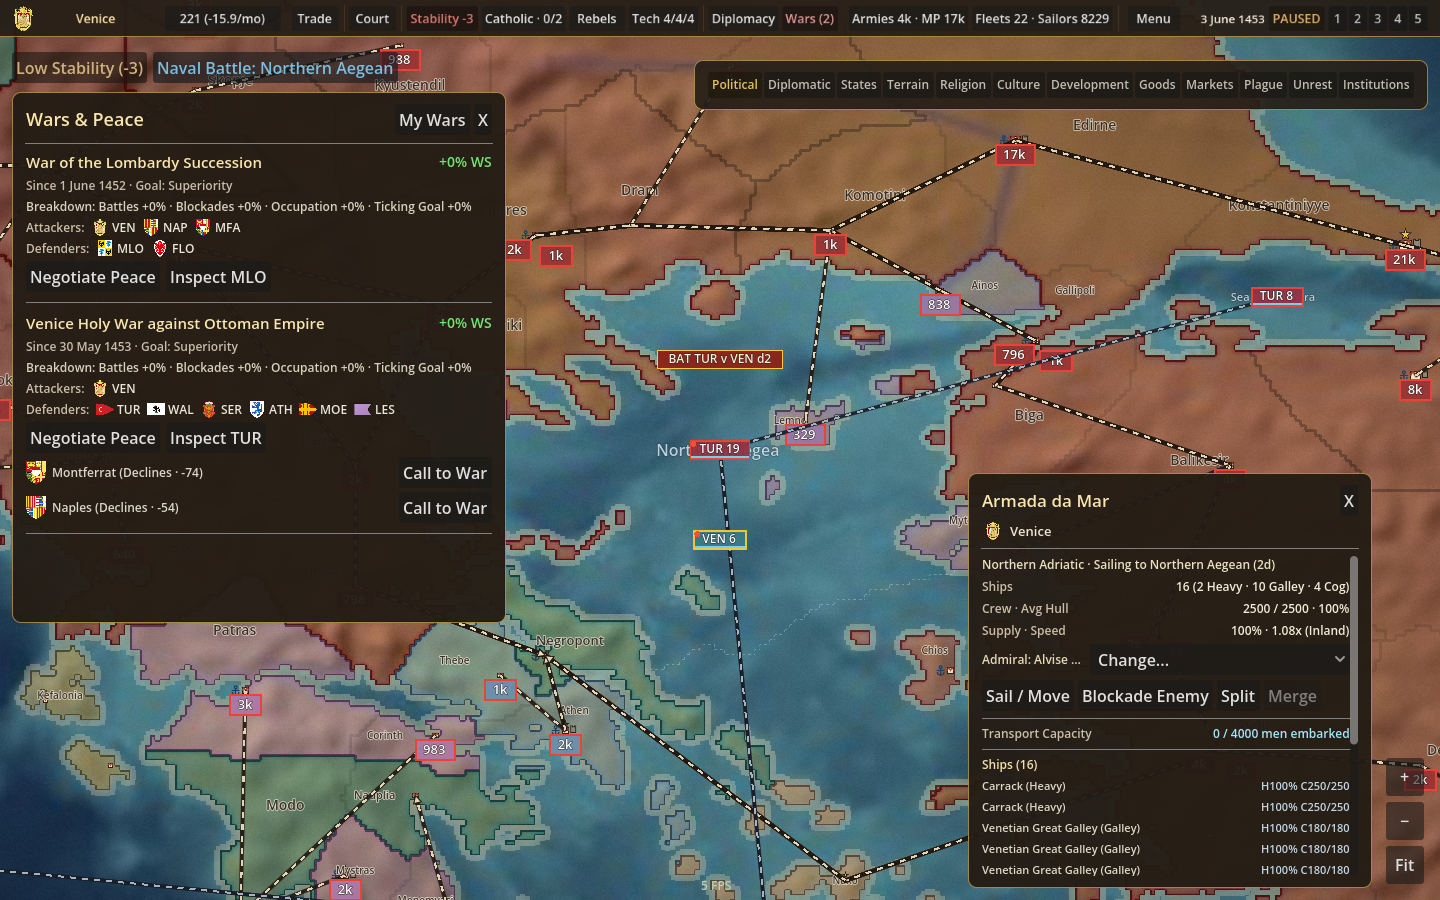 Venice 221 (-15.9/mo) Trade Court Stability -3 Catholic · 0/2 Rebels Tech 4/4/4 Diplomacy Wars (2) Armies 4k · MP 17k Fleets 22 · Sailors 8229 Menu 3 June 1453 PAUSED 1 2 3 4 5
Low Stability (-3) Naval Battle: Northern Aegean
Kyustendil
Political Diplomatic States Terrain Religion Culture Development Goods Markets Plague Unrest Institutions
Wars & Peace My Wars X
War of the Lombardy Succession +0% WS
Since 1 June 1452 · Goal: Superiority
Breakdown: Battles +0% · Blockades +0% · Occupation +0% · Ticking Goal +0%
Attackers: VEN NAP MFA
Defenders: MLO FLO
Negotiate Peace Inspect MLO
Venice Holy War against Ottoman Empire +0% WS
Since 30 May 1453 · Goal: Superiority
Breakdown: Battles +0% · Blockades +0% · Occupation +0% · Ticking Goal +0%
Attackers: VEN
Defenders: TUR WAL SER ATH MOE LES
Negotiate Peace Inspect TUR
Montferrat (Declines · -74) Call to War
Naples (Declines · -54) Call to War
Edirne
17k
Komotini
Konstantiniyye
2k
1k
1k
21k
Ainos
Gallipoli
838
TUR 8
BAT TUR v VEN d2
796
1k
8k
Biga
329
TUR 19
Balikesir
VEN 6
Patras
Negropont
Thebe
Chios
Kefalonia
1k
3k
Athen
Corinth
983
2k
Modo
Nauplia
Mystras
2k
5 FPS
Armada da Mar X
Venice
Northern Adriatic · Sailing to Northern Aegean (2d)
Ships 16 (2 Heavy · 10 Galley · 4 Cog)
Crew · Avg Hull 2500 / 2500 · 100%
Supply · Speed 100% · 1.08x (Inland)
Admiral: Alvise ... Change...
Sail / Move Blockade Enemy Split Merge
Transport Capacity 0 / 4000 men embarked
Ships (16)
Carrack (Heavy) H100% C250/250
Carrack (Heavy) H100% C250/250
Venetian Great Galley (Galley) H100% C180/180
Venetian Great Galley (Galley) H100% C180/180
Venetian Great Galley (Galley) H100% C180/180
+
2k
−
Fit